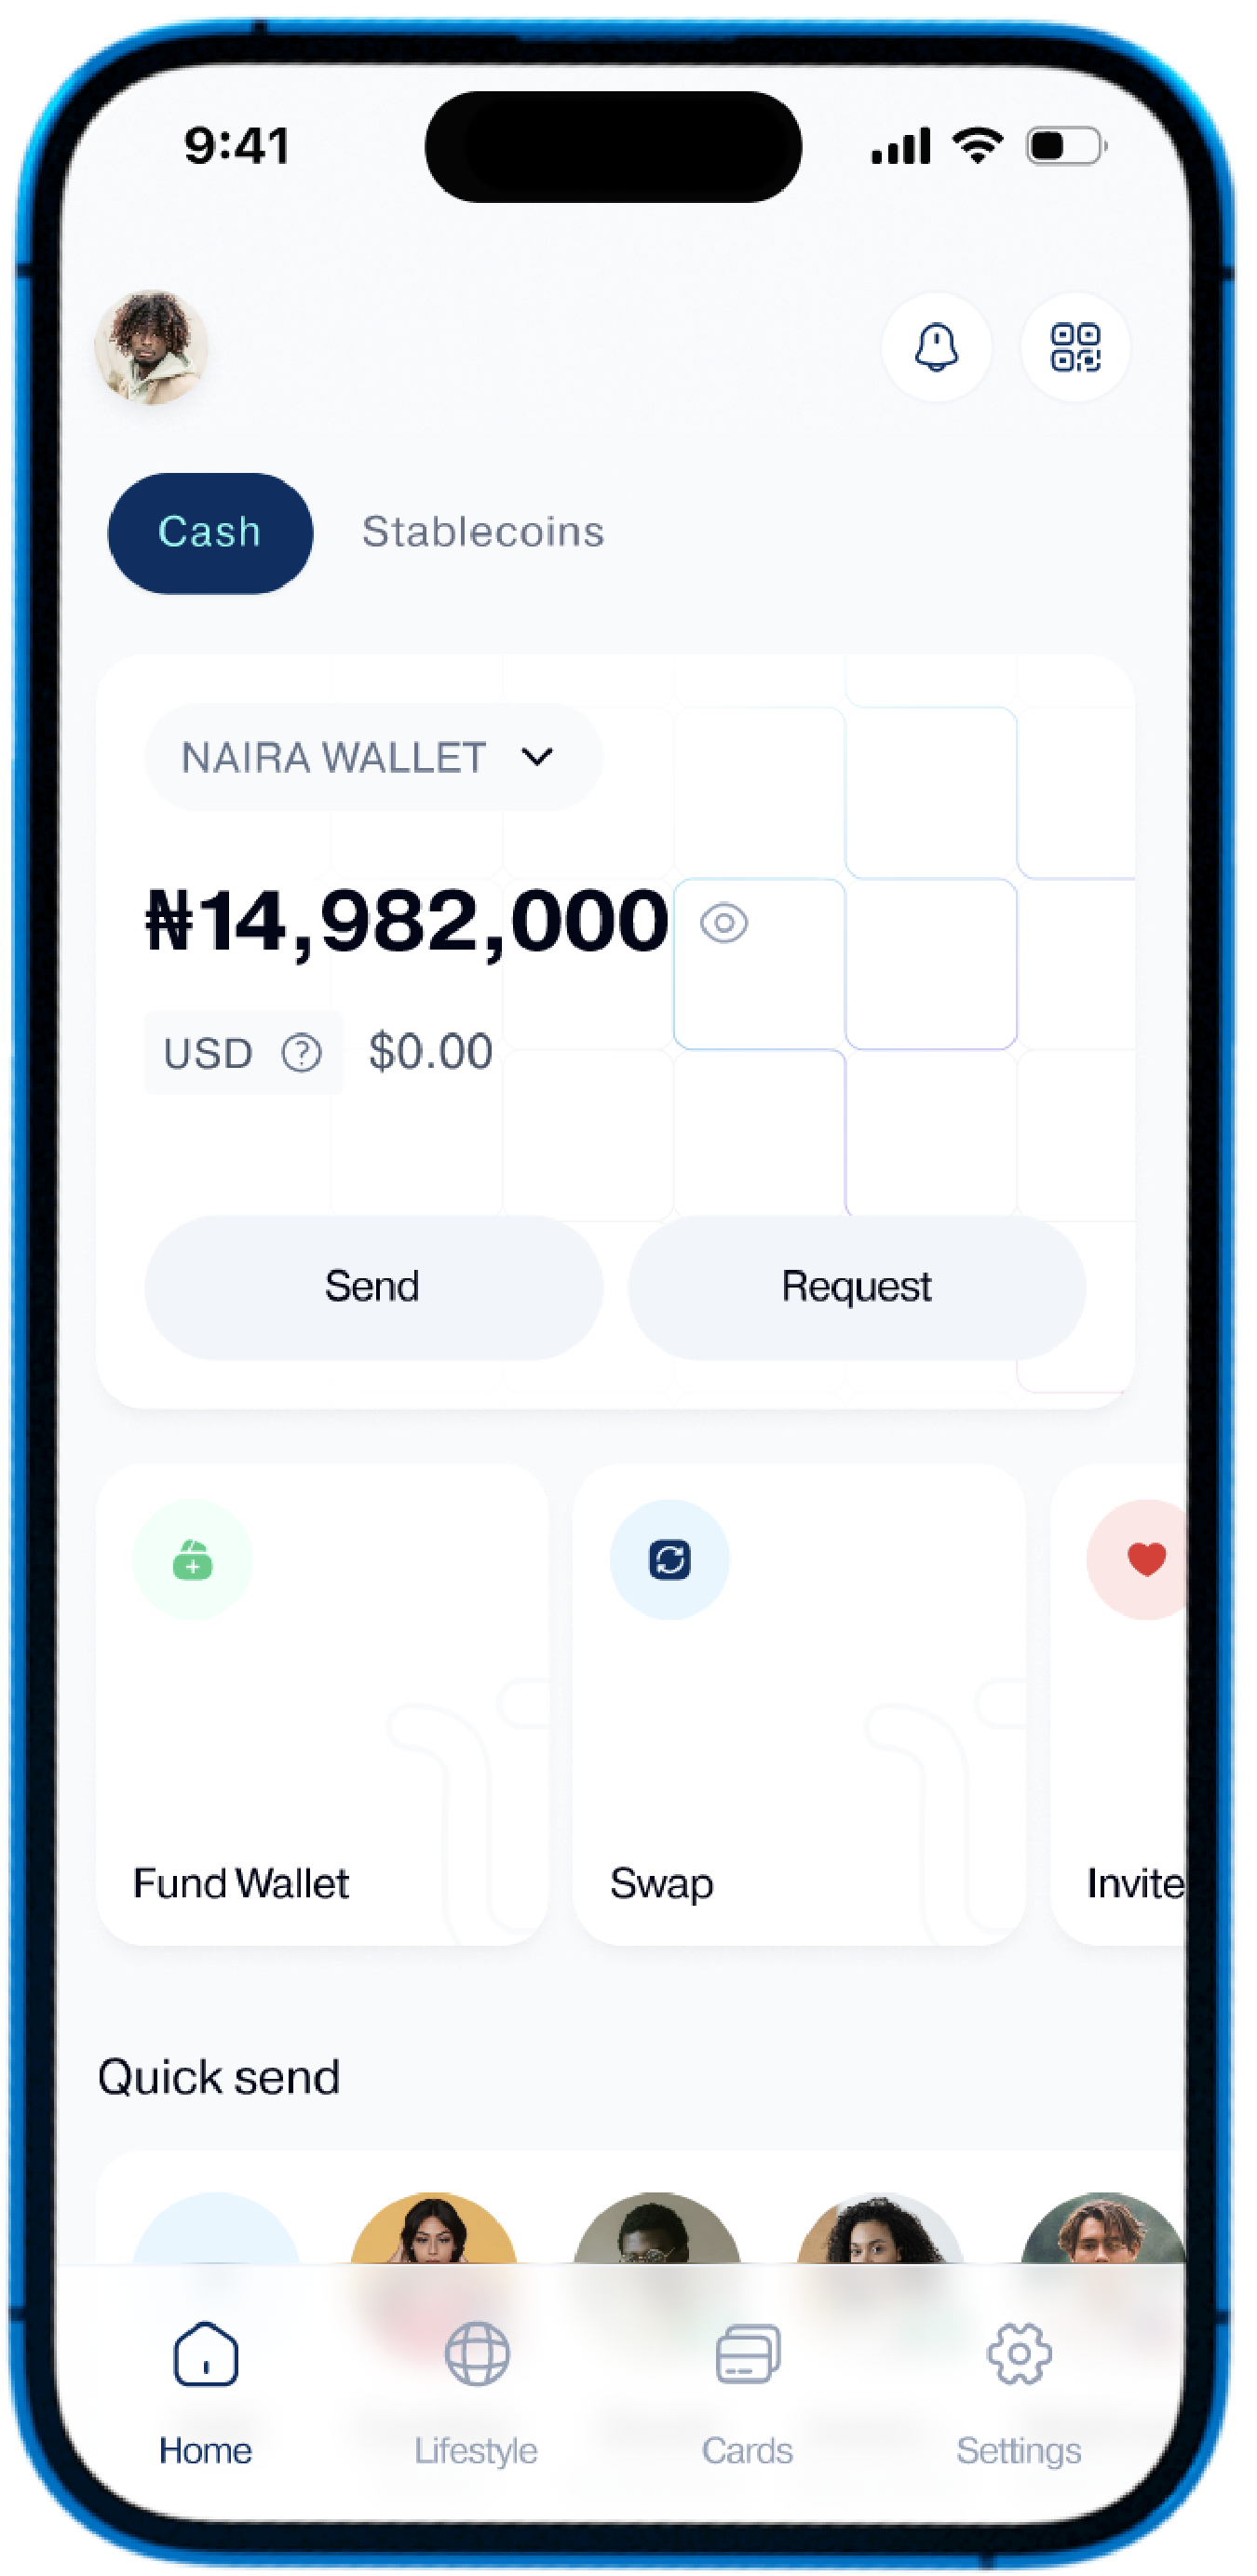 9:41
Cash Stablecoins
NAIRA WALLET
₦14,982,000
USD $0.00
Send Request
Fund Wallet Swap Invite
Quick send
Home Lifestyle Cards Settings